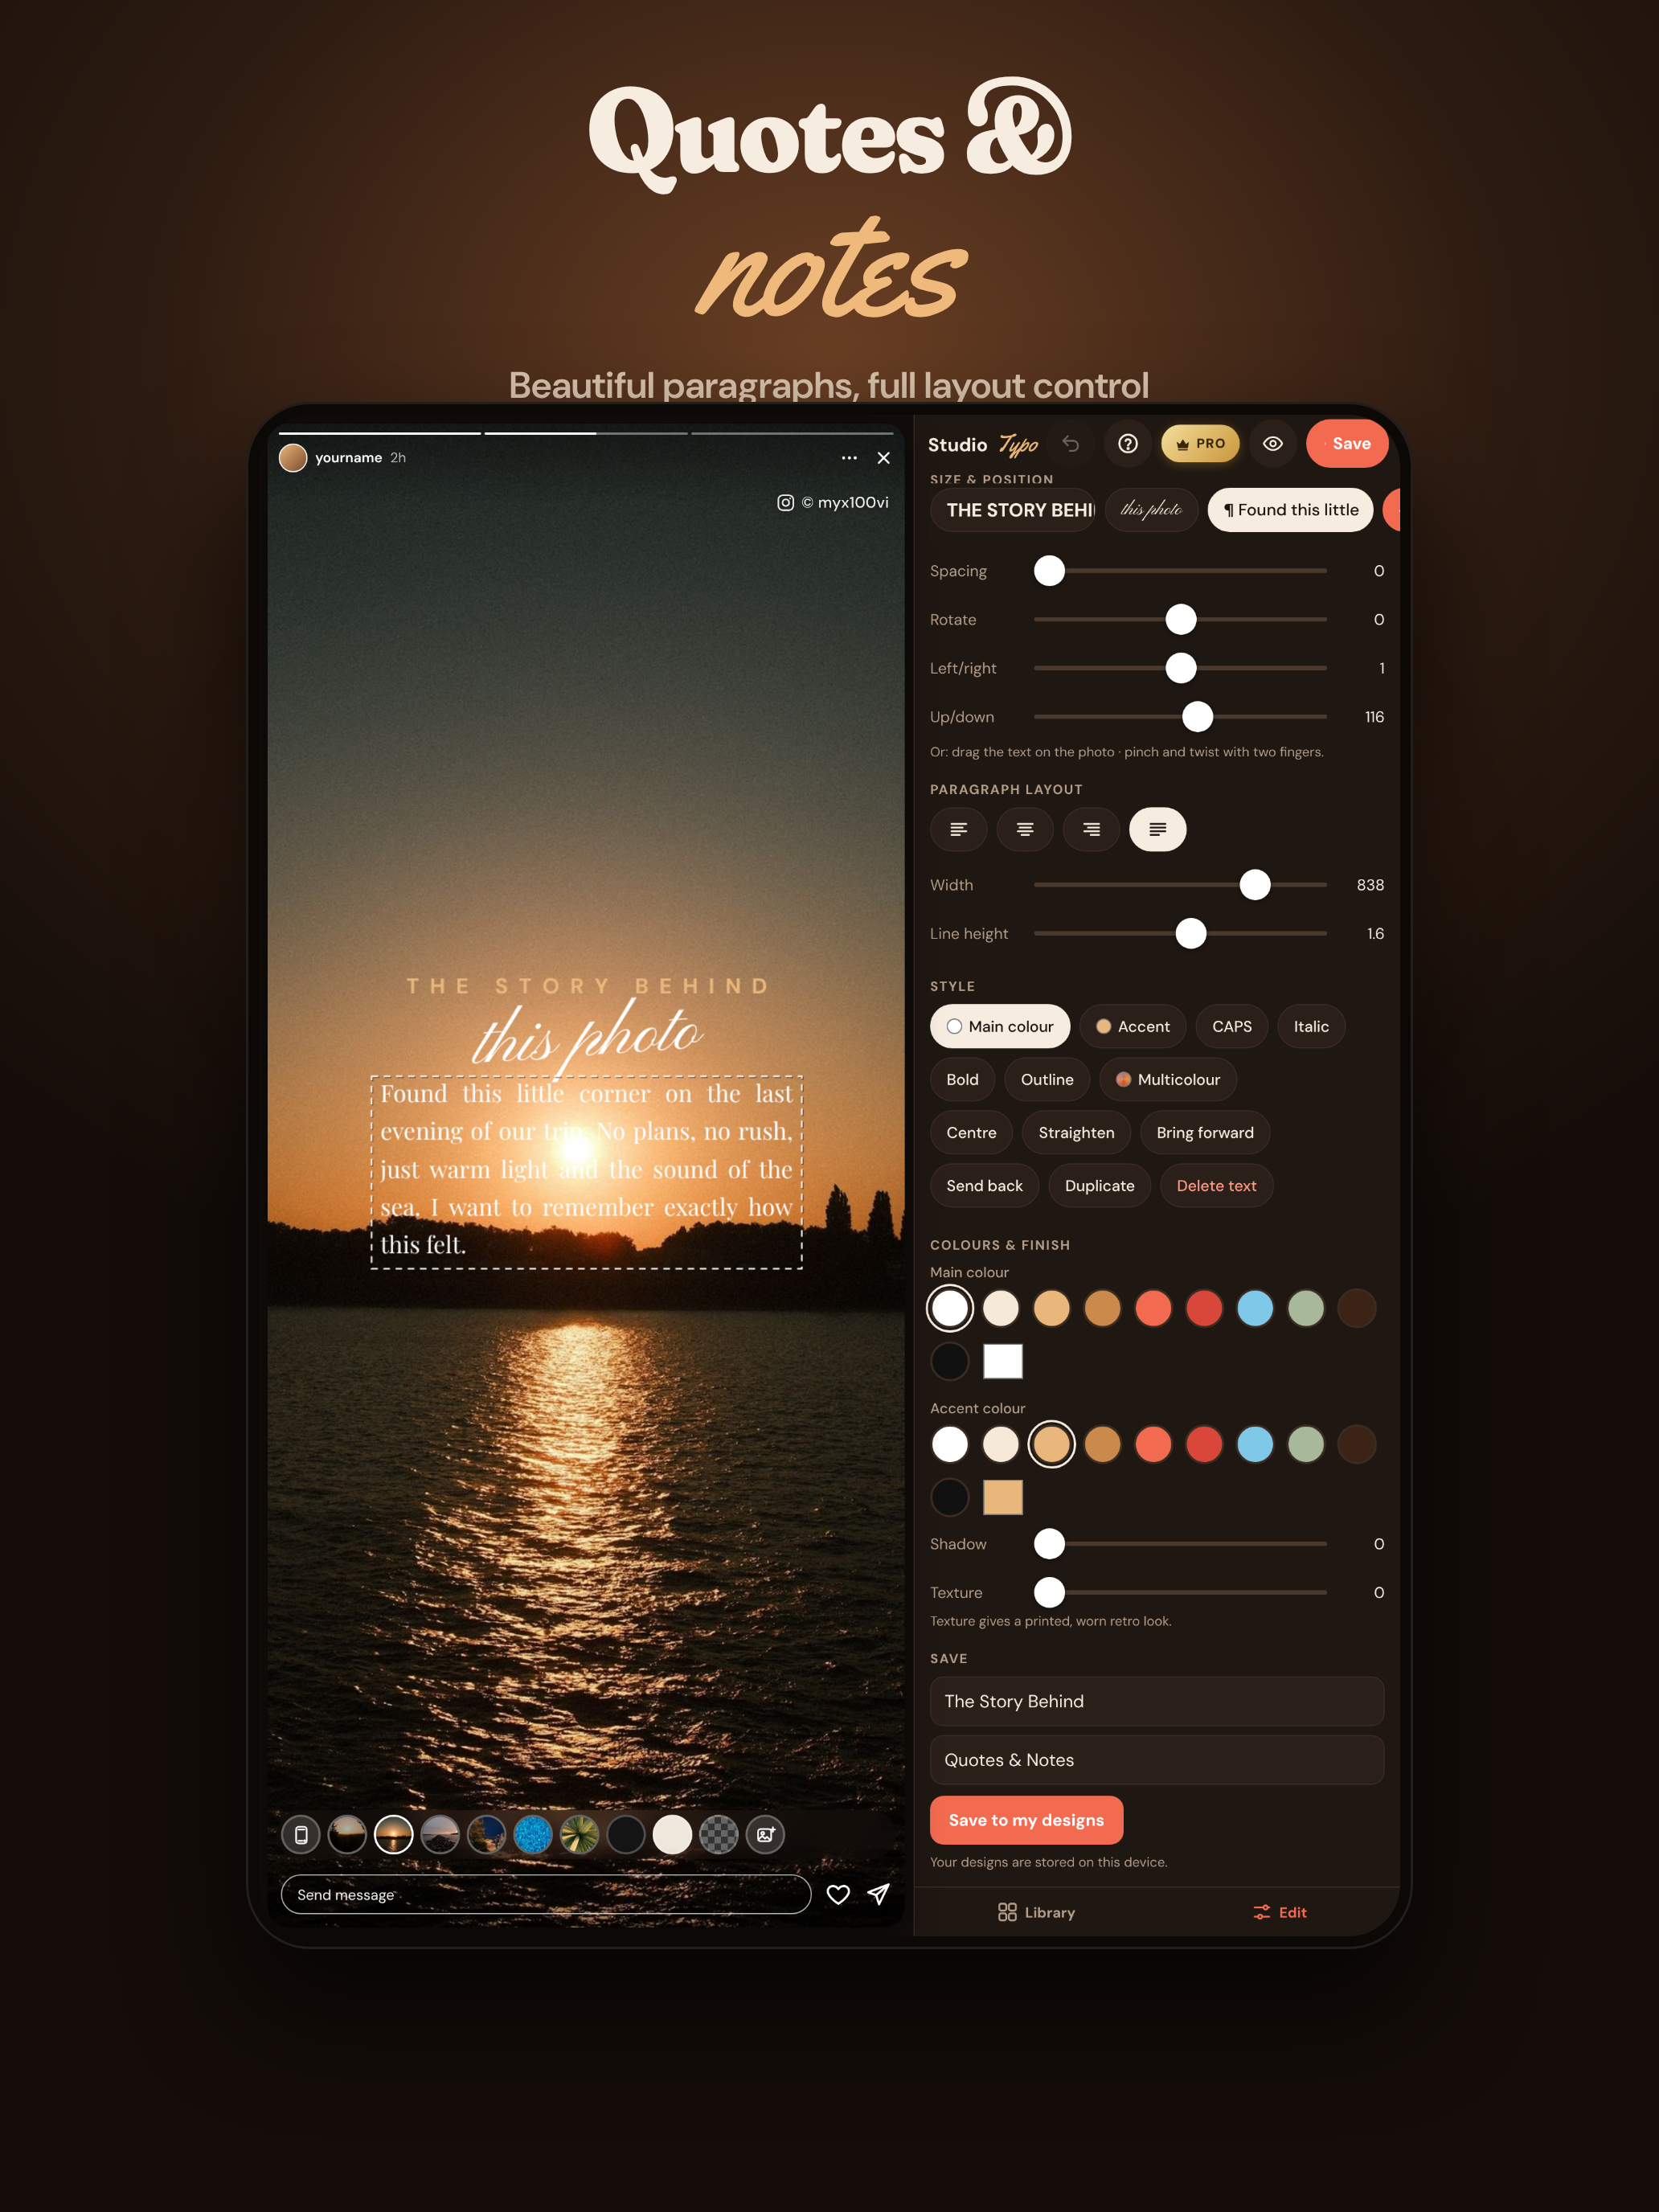 Quotes &
notes
Beautiful paragraphs, full layout control
yourname 2h
© myx100vi
THE STORY BEHIND
this photo
Found this little corner on the last
evening of our trip. No plans, no rush,
just warm light and the sound of the
sea. I want to remember exactly how
this felt.
Send message
Studio Typo
PRO
Save
SIZE & POSITION
THE STORY BEHI
this photo
¶ Found this little
Spacing 0
Rotate 0
Left/right 1
Up/down 116
Or: drag the text on the photo · pinch and twist with two fingers.
PARAGRAPH LAYOUT
Width 838
Line height 1.6
STYLE
Main colour Accent CAPS Italic
Bold Outline Multicolour
Centre Straighten Bring forward
Send back Duplicate Delete text
COLOURS & FINISH
Main colour
Accent colour
Shadow 0
Texture 0
Texture gives a printed, worn retro look.
SAVE
The Story Behind
Quotes & Notes
Save to my designs
Your designs are stored on this device.
Library Edit